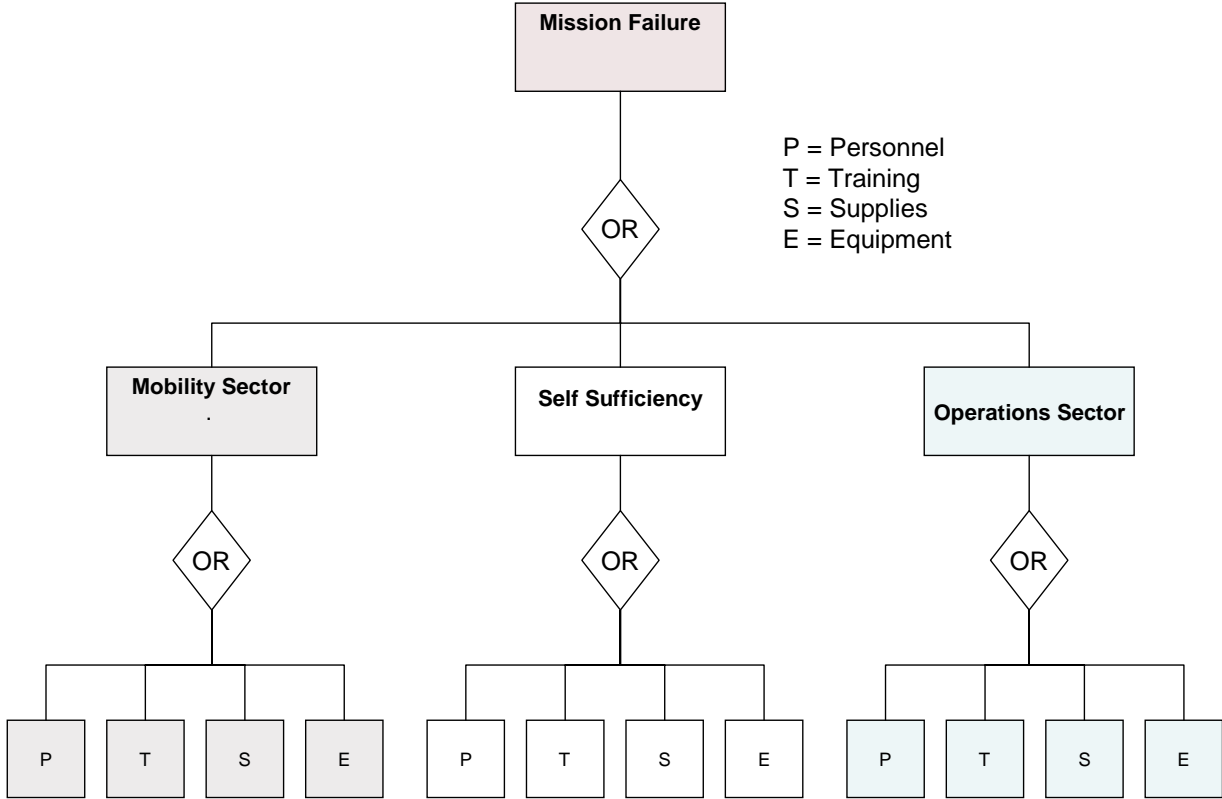 Mission Failure
P = Personnel
T = Training
S = Supplies
E = Equipment
OR
Mobility Sector
.
Self Sufficiency
Operations Sector
OR
OR
OR
P
T
S
E
P
T
S
E
P
T
S
E